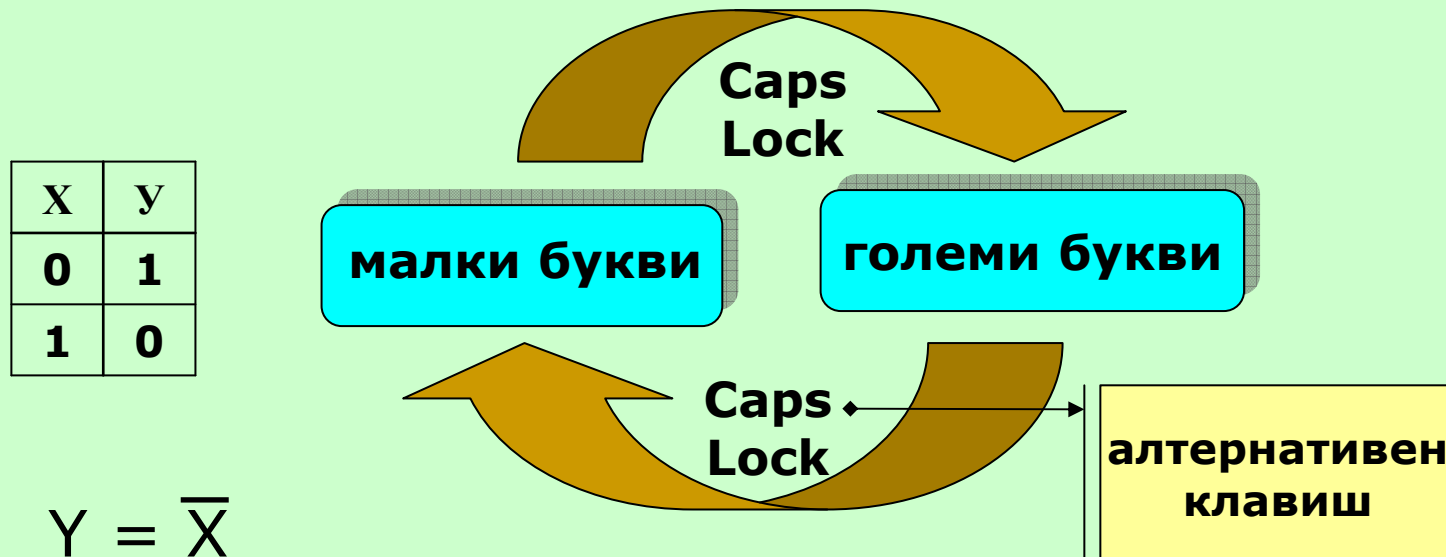 Caps
Lock
X У
0 1
1 0
малки букви
големи букви
Caps
Lock
алтернативен
клавиш
Y = X̅